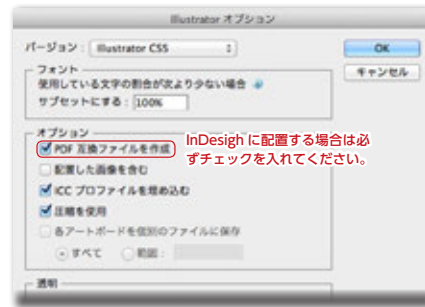 Illustrator オプション
バージョン： Illustrator CS5
OK
キャンセル
フォント
使用している文字の割合が次より少ない場合
サブセットにする： 100%
オプション
PDF 互換ファイルを作成
InDesigh に配置する場合は必
ずチェックを入れてください。
配置した画像を含む
ICC プロファイルを埋め込む
圧縮を使用
各アートボードを個別のファイルに保存
すべて 範囲：
透明